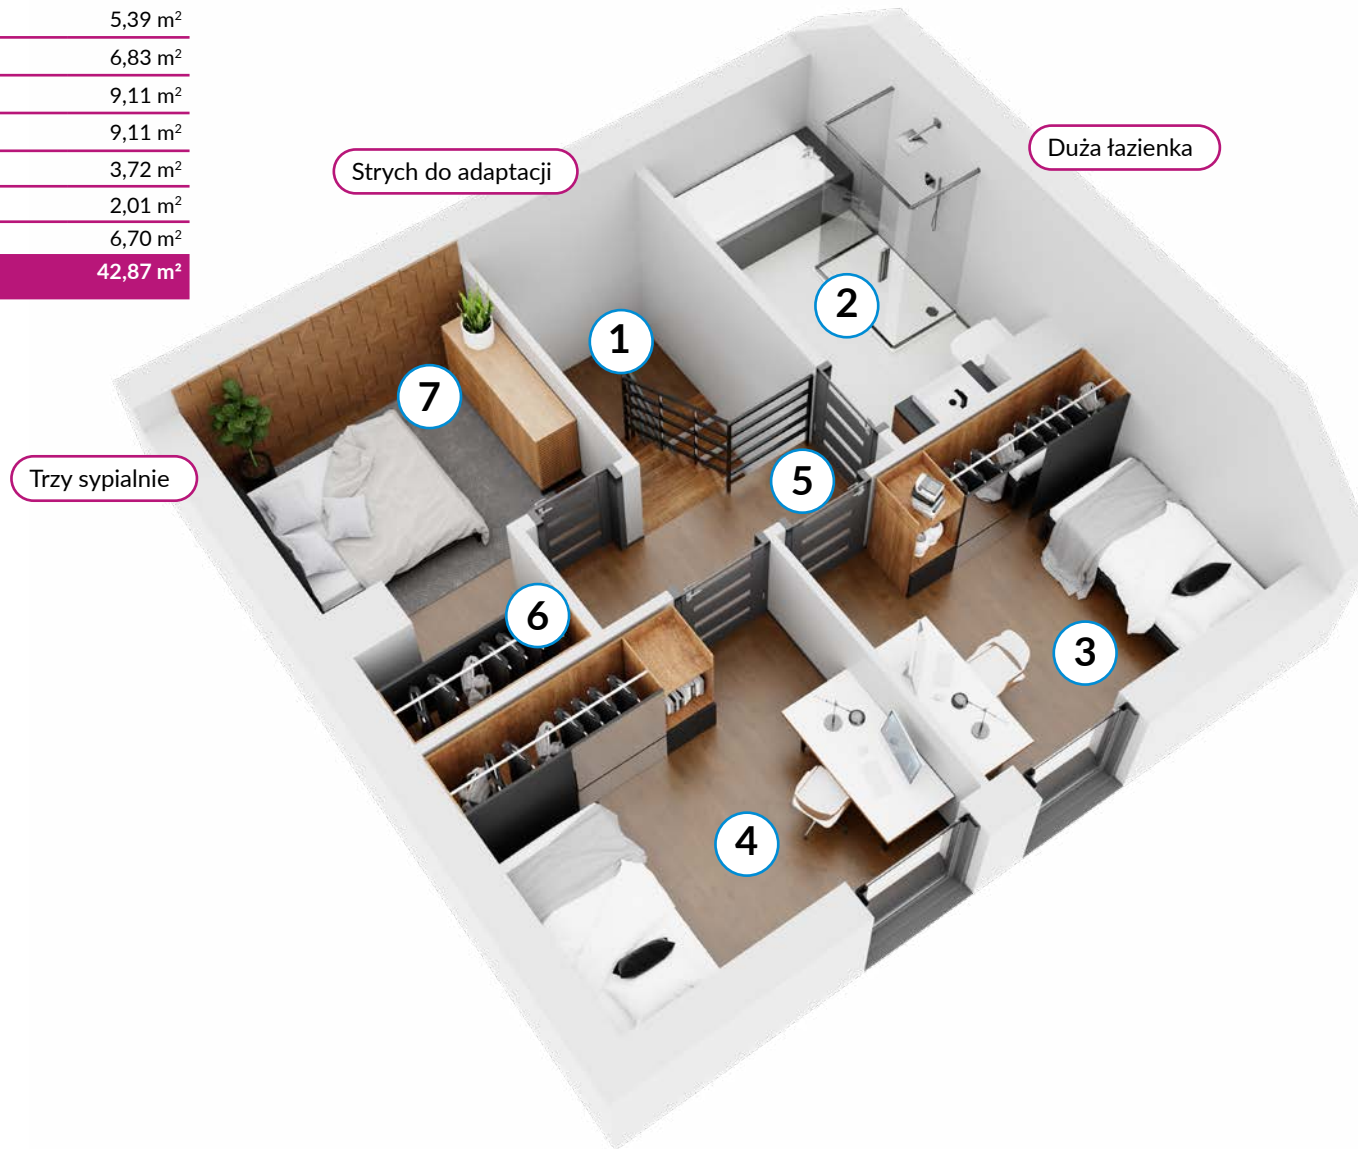 5,39 m²
6,83 m²
9,11 m²
9,11 m²
3,72 m²
2,01 m²
6,70 m²
42,87 m²
Strych do adaptacji
Duża łazienka
Trzy sypialnie
1
2
7
5
6
3
4